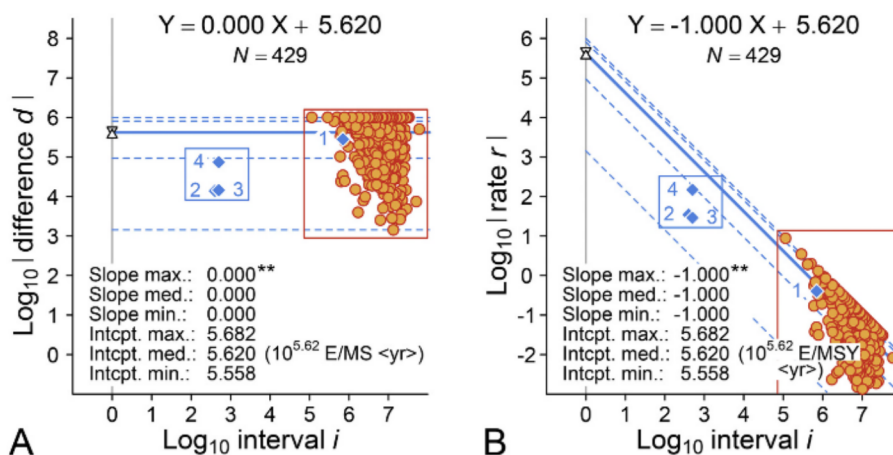 Y = 0.000 X + 5.620
N = 429
8
7
6
5
4
3
2
1
0
Log10 | difference d |
1
4
2 3
Slope max.: 0.000**
Slope med.: 0.000
Slope min.: 0.000
Intcpt. max.: 5.682
Intcpt. med.: 5.620 (10^5.62 E/MS <yr>)
Intcpt. min.: 5.558
0 1 2 3 4 5 6 7
A
Log10 interval i
Y = -1.000 X + 5.620
N = 429
6
5
4
3
2
1
0
-1
-2
Log10 | rate r |
4
2 3
1
Slope max.: -1.000**
Slope med.: -1.000
Slope min.: -1.000
Intcpt. max.: 5.682
Intcpt. med.: 5.620 (10^5.62 E/MSY
<yr>)
Intcpt. min.: 5.558
0 1 2 3 4 5 6 7
B
Log10 interval i